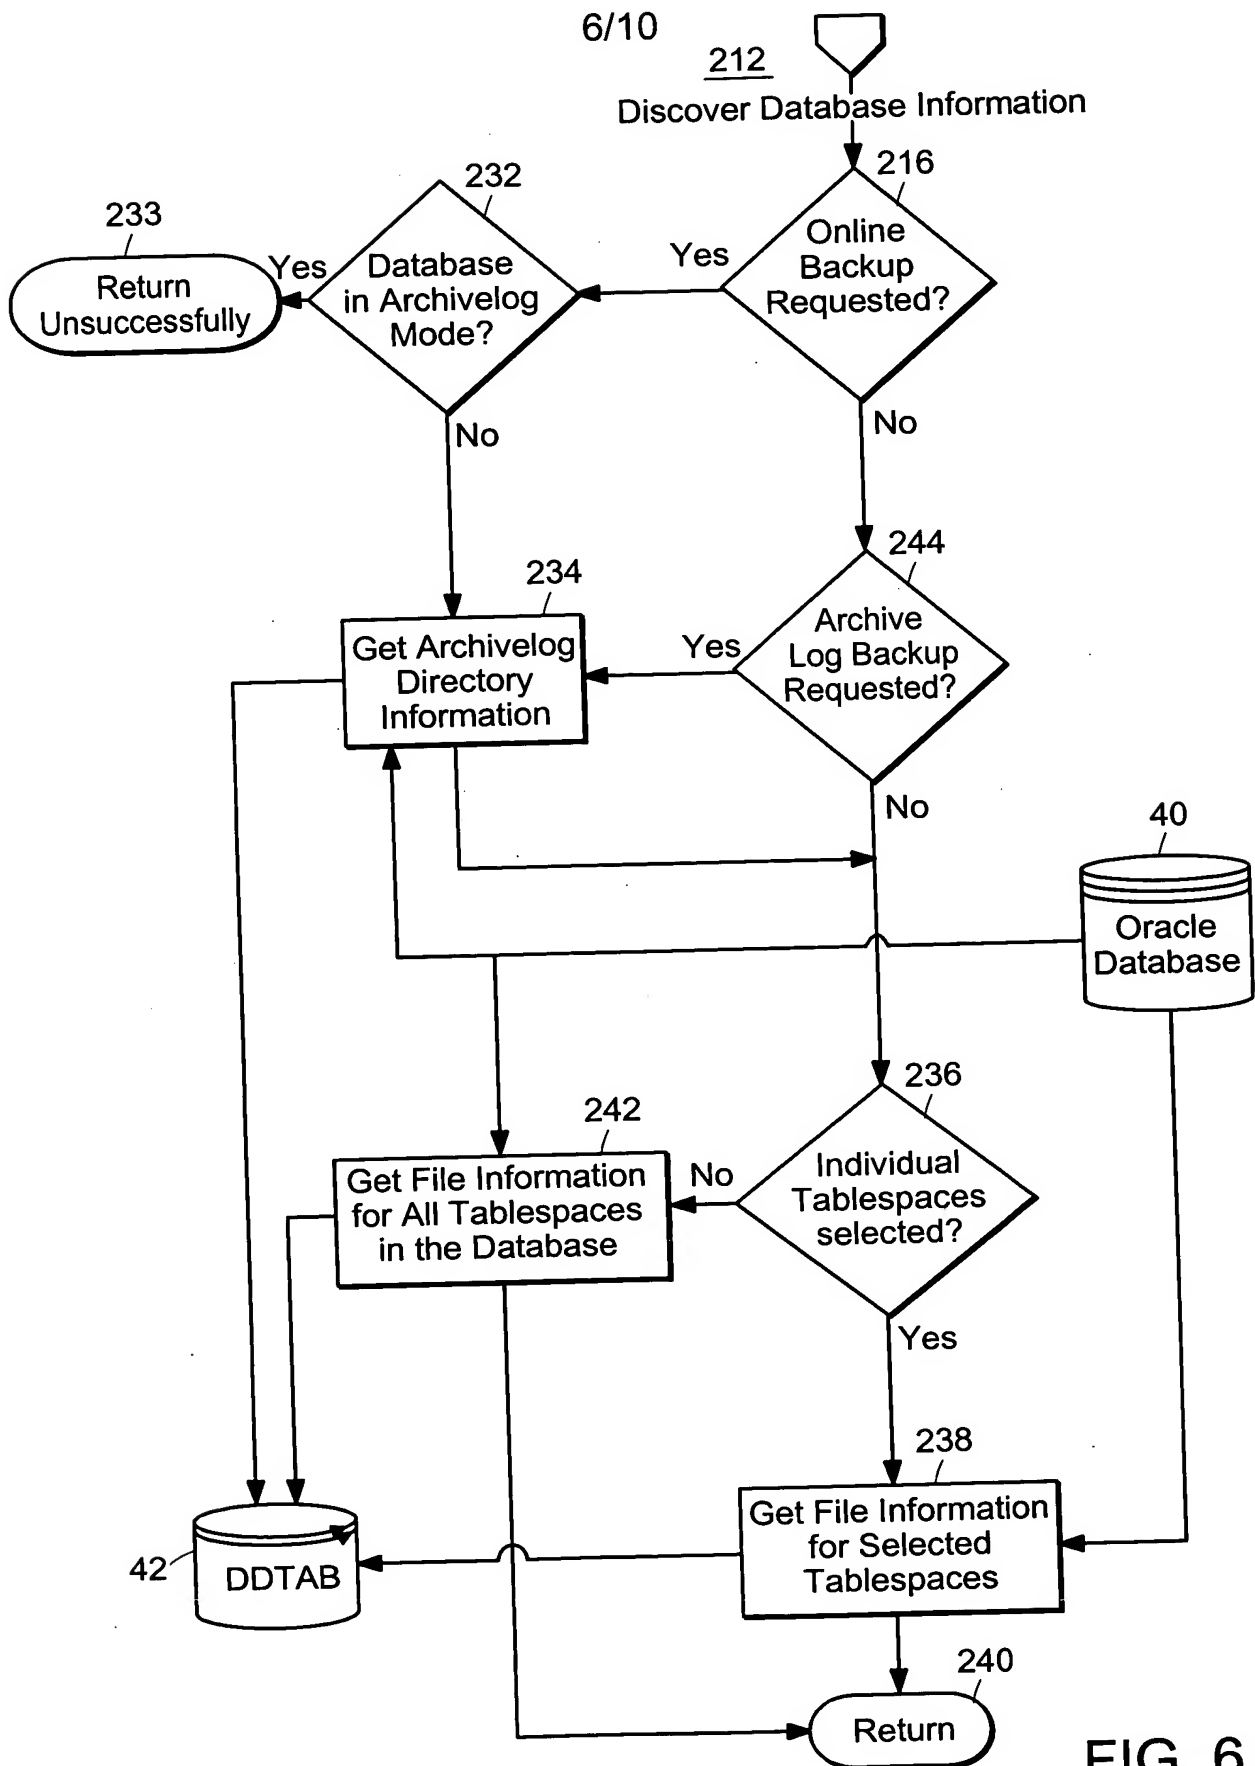 6/10
212
Discover Database Information
216
Online
Backup
Requested?
Yes
No
232
Database
in Archivelog
Mode?
Yes
No
233
Return
Unsuccessfully
244
Archive
Log Backup
Requested?
Yes
No
234
Get Archivelog
Directory
Information
40
Oracle
Database
236
Individual
Tablespaces
selected?
No
Yes
242
Get File Information
for All Tablespaces
in the Database
238
Get File Information
for Selected
Tablespaces
42
DDTAB
240
Return
FIG. 6